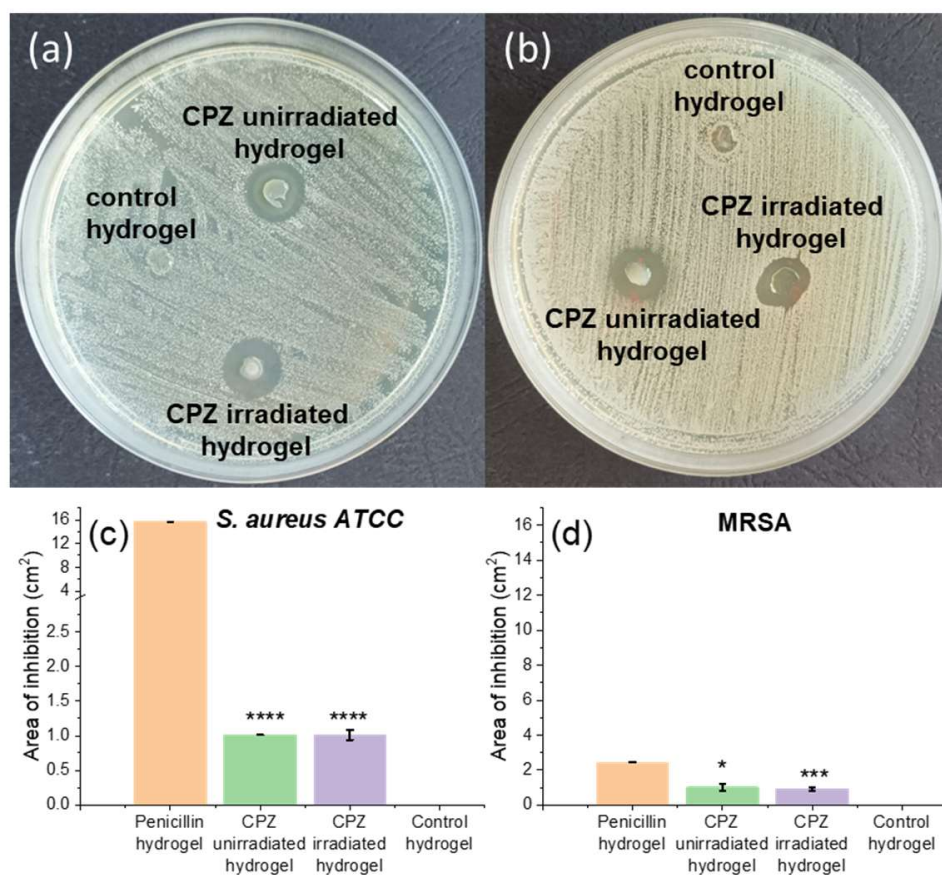 (a)
CPZ unirradiated
hydrogel
control
hydrogel
CPZ irradiated
hydrogel
(b)
control
hydrogel
CPZ irradiated
hydrogel
CPZ unirradiated
hydrogel
(c)
S. aureus ATCC
Area of inhibition (cm²)
16
12
8
4
2.5
2.0
1.5
1.0
0.5
0.0
****
****
Penicillin
hydrogel
CPZ
unirradiated
hydrogel
CPZ
irradiated
hydrogel
Control
hydrogel
(d)
MRSA
Area of inhibition (cm²)
16
14
12
10
8
6
4
2
0
*
***
Penicillin
hydrogel
CPZ
unirradiated
hydrogel
CPZ
irradiated
hydrogel
Control
hydrogel